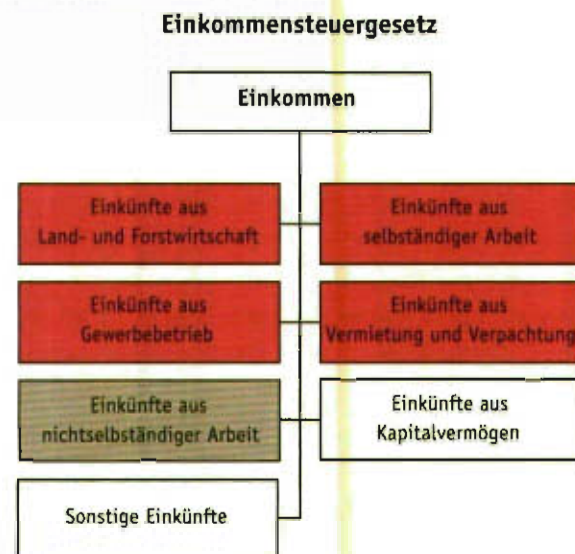 Einkommensteuergesetz
Einkommen
Einkünfte aus
Land- und Forstwirtschaft
Einkünfte aus
selbständiger Arbeit
Einkünfte aus
Gewerbebetrieb
Einkünfte aus
Vermietung und Verpachtung
Einkünfte aus
nichtselbständiger Arbeit
Einkünfte aus
Kapitalvermögen
Sonstige Einkünfte